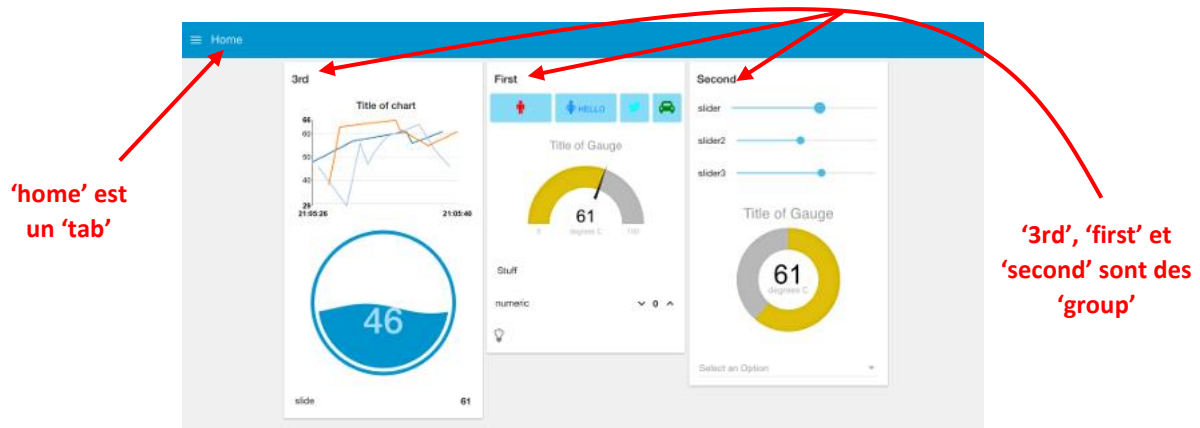 Home
3rd
Title of chart
66
60
50
40
29
21:05:26
21:05:40
46
slide 61
First
HELLO
Title of Gauge
61
0 degrees C 100
Stuff
numeric 0
Second
slider
slider2
slider3
Title of Gauge
61
degrees C
Select an Option
‘home’ est
un ‘tab’
‘3rd’, ‘first’ et
‘second’ sont des
‘group’